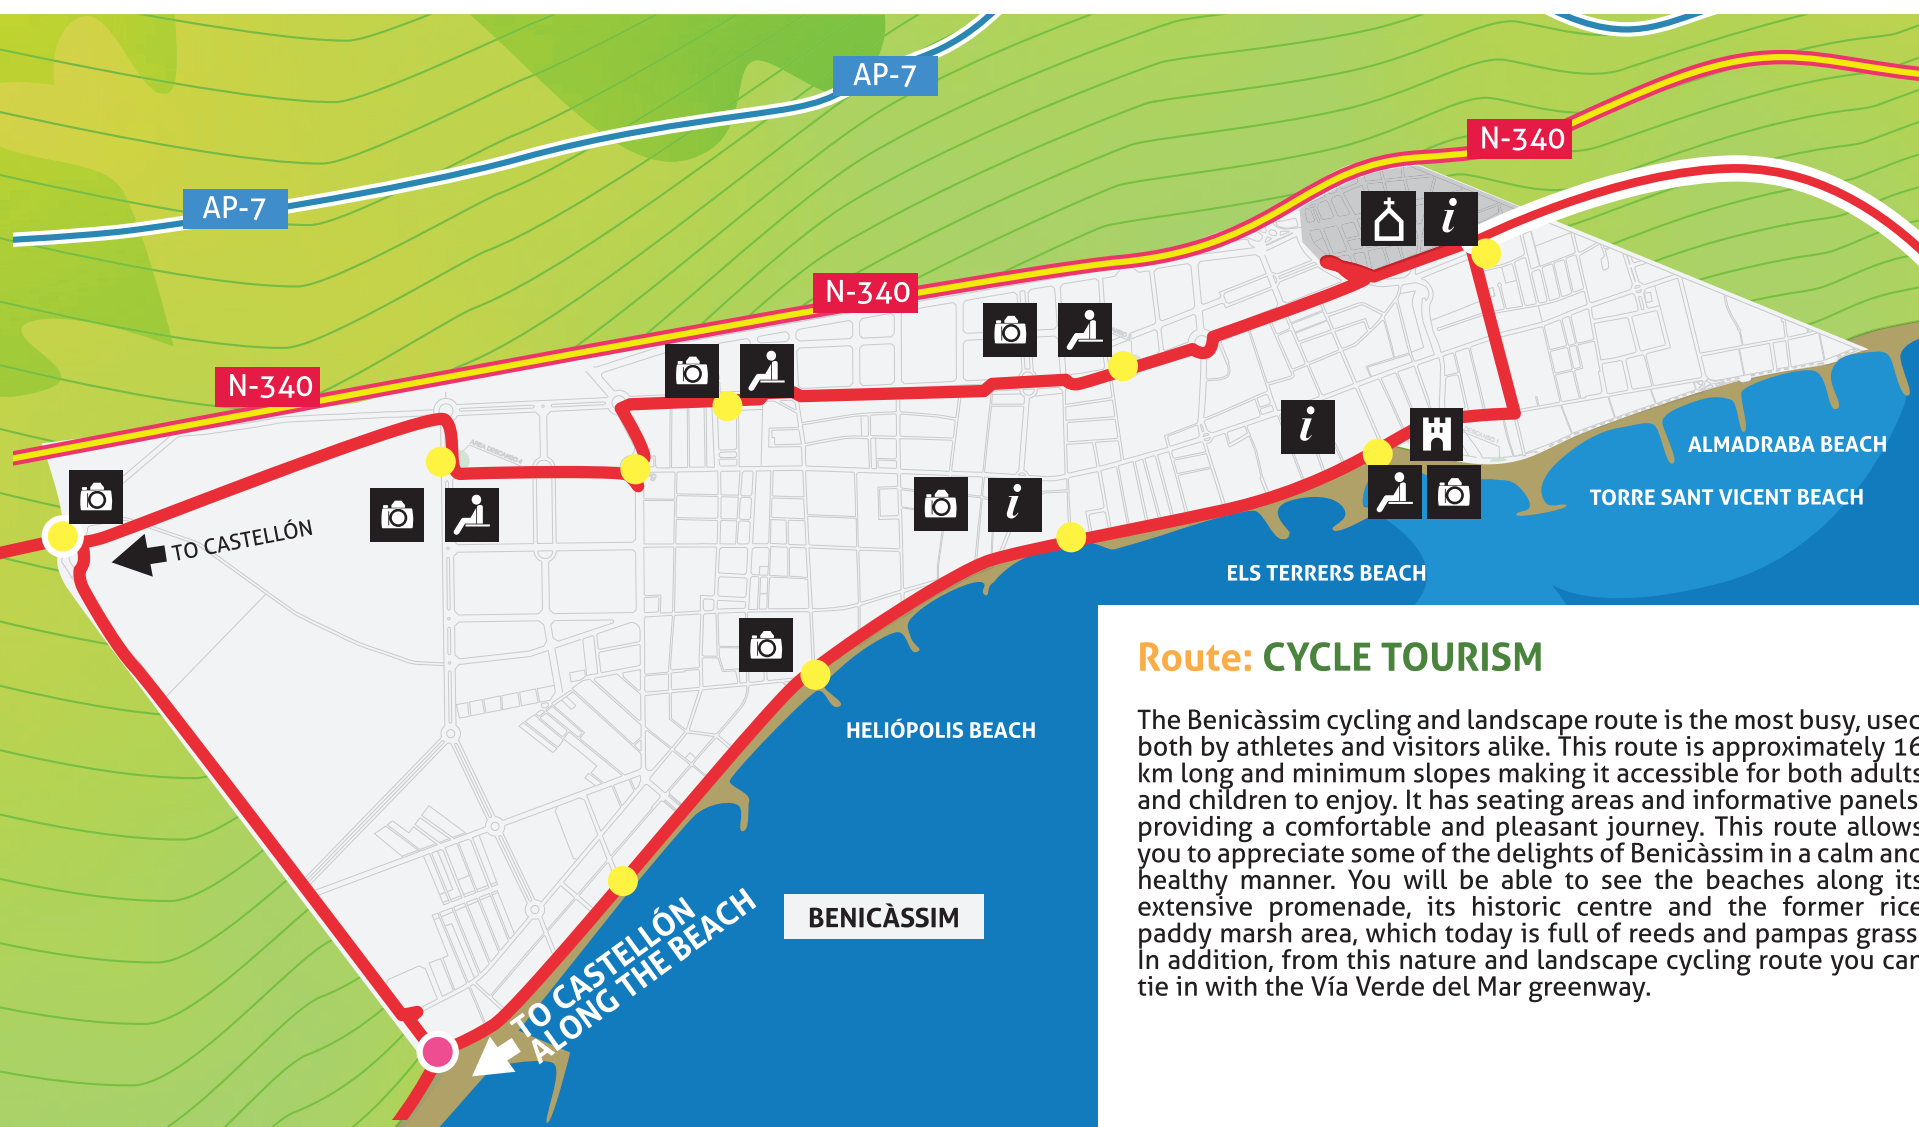 AP-7
N-340
AP-7
N-340
N-340
AREA DESCANSO 4
ALMADRABA BEACH
TORRE SANT VICENT BEACH
TO CASTELLÓN
ELS TERRERS BEACH
HELIÓPOLIS BEACH
BENICÀSSIM
TO CASTELLÓN
ALONG THE BEACH
Route: CYCLE TOURISM
The Benicàssim cycling and landscape route is the most busy, used
both by athletes and visitors alike. This route is approximately 16
km long and minimum slopes making it accessible for both adults
and children to enjoy. It has seating areas and informative panels
providing a comfortable and pleasant journey. This route allows
you to appreciate some of the delights of Benicàssim in a calm and
healthy manner. You will be able to see the beaches along its
extensive promenade, its historic centre and the former rice
paddy marsh area, which today is full of reeds and pampas grass.
In addition, from this nature and landscape cycling route you can
tie in with the Vía Verde del Mar greenway.